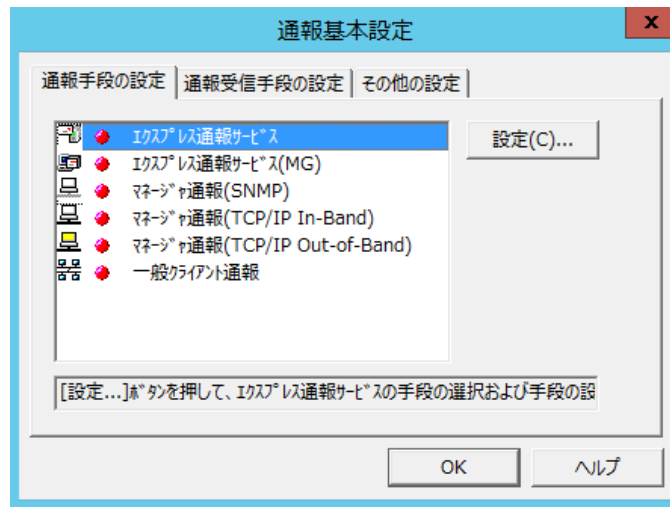 通報基本設定
x
通報手段の設定
通報受信手段の設定
その他の設定
ｴｸｽﾌﾟﾚｽ通報ｻｰﾋﾞｽ
設定(C)...
ｴｸｽﾌﾟﾚｽ通報ｻｰﾋﾞｽ(MG)
ﾏﾈｰｼﾞｬ通報(SNMP)
ﾏﾈｰｼﾞｬ通報(TCP/IP In-Band)
ﾏﾈｰｼﾞｬ通報(TCP/IP Out-of-Band)
一般ｸﾗｲｱﾝﾄ通報
[設定...]ﾎﾞﾀﾝを押して、ｴｸｽﾌﾟﾚｽ通報ｻｰﾋﾞｽの手段の選択および手段の設
OK
ヘルプ